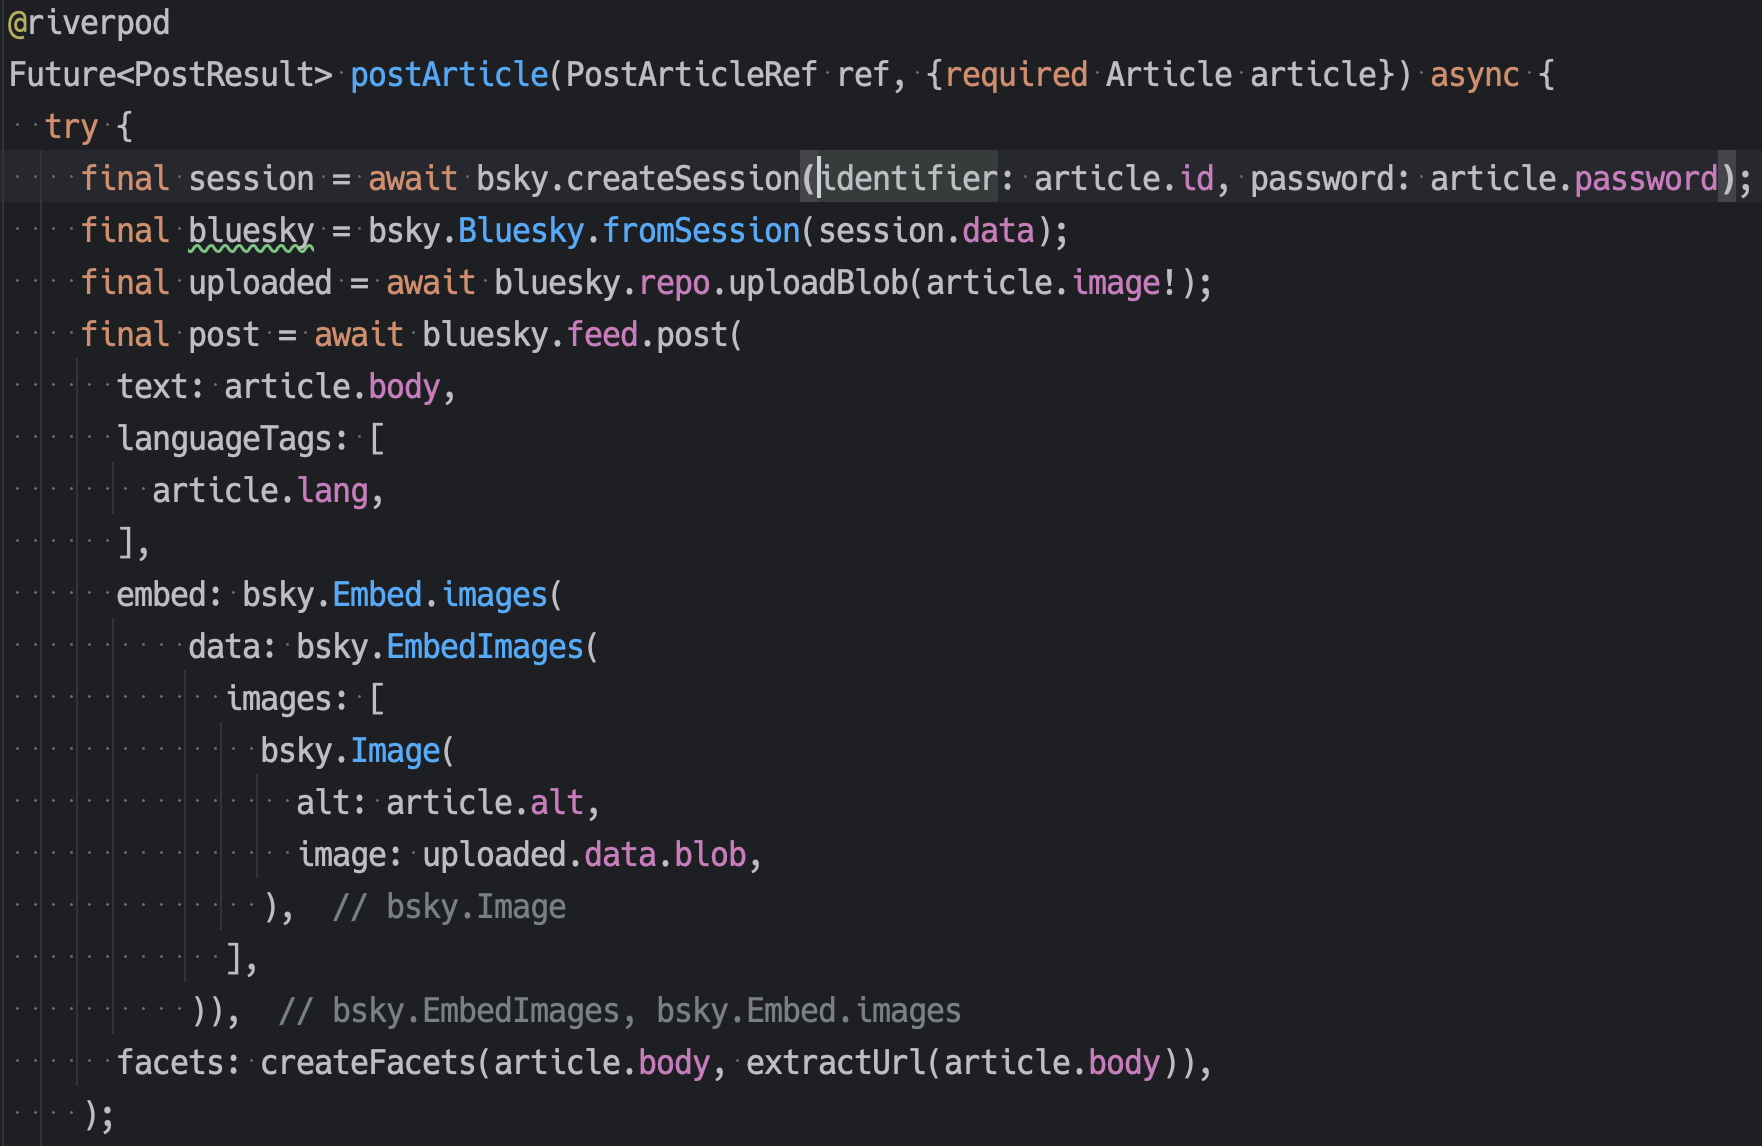 @riverpod
Future<PostResult> postArticle(PostArticleRef ref, {required Article article}) async {
  try {
    final session = await bsky.createSession(identifier: article.id, password: article.password);
    final bluesky = bsky.Bluesky.fromSession(session.data);
    final uploaded = await bluesky.repo.uploadBlob(article.image!);
    final post = await bluesky.feed.post(
      text: article.body,
      languageTags: [
        article.lang,
      ],
      embed: bsky.Embed.images(
          data: bsky.EmbedImages(
            images: [
              bsky.Image(
                alt: article.alt,
                image: uploaded.data.blob,
              ),  // bsky.Image
            ],
          )),  // bsky.EmbedImages, bsky.Embed.images
      facets: createFacets(article.body, extractUrl(article.body)),
    );